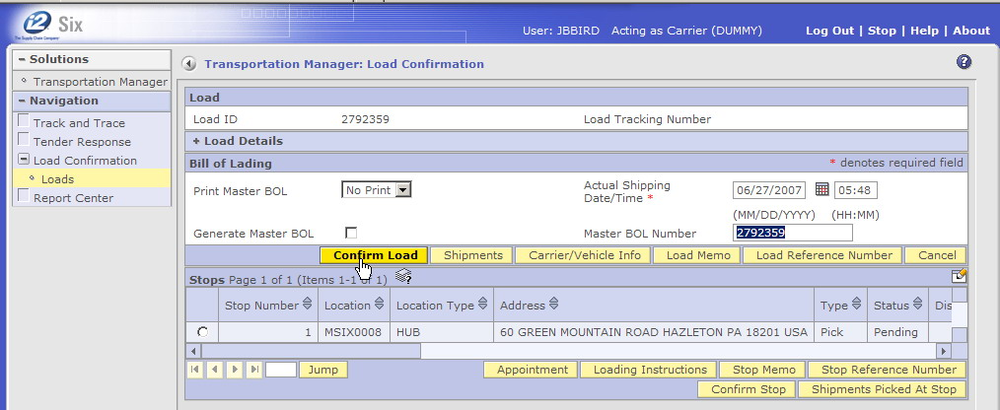 i2 Six
The Supply Chain Company
User: JBBIRD Acting as Carrier (DUMMY) Log Out | Stop | Help | About
− Solutions
Transportation Manager
− Navigation
Track and Trace
Tender Response
Load Confirmation
Loads
Report Center
Transportation Manager: Load Confirmation ?
Load
Load ID 2792359 Load Tracking Number
+ Load Details
Bill of Lading * denotes required field
Print Master BOL No Print Actual Shipping Date/Time * 06/27/2007 05:48
(MM/DD/YYYY) (HH:MM)
Generate Master BOL Master BOL Number 2792359
Confirm Load Shipments Carrier/Vehicle Info Load Memo Load Reference Number Cancel
Stops Page 1 of 1 (Items 1-1 of 1) ?
Stop Number Location Location Type Address Type Status Dis
1 MSIX0008 HUB 60 GREEN MOUNTAIN ROAD HAZLETON PA 18201 USA Pick Pending
Jump Appointment Loading Instructions Stop Memo Stop Reference Number
Confirm Stop Shipments Picked At Stop